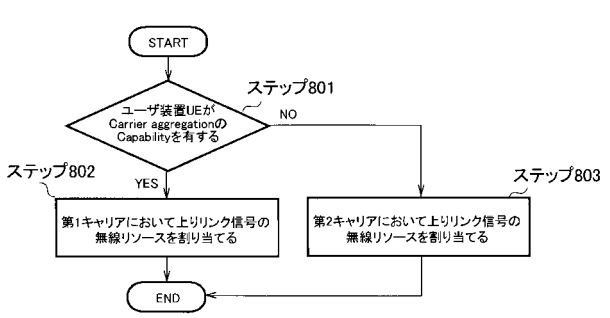 START
ステップ801
ユーザ装置UEが
Carrier aggregationの
Capabilityを有する
NO
ステップ802
YES
ステップ803
第1キャリアにおいて上りリンク信号の
無線リソースを割り当てる
第2キャリアにおいて上りリンク信号の
無線リソースを割り当てる
END